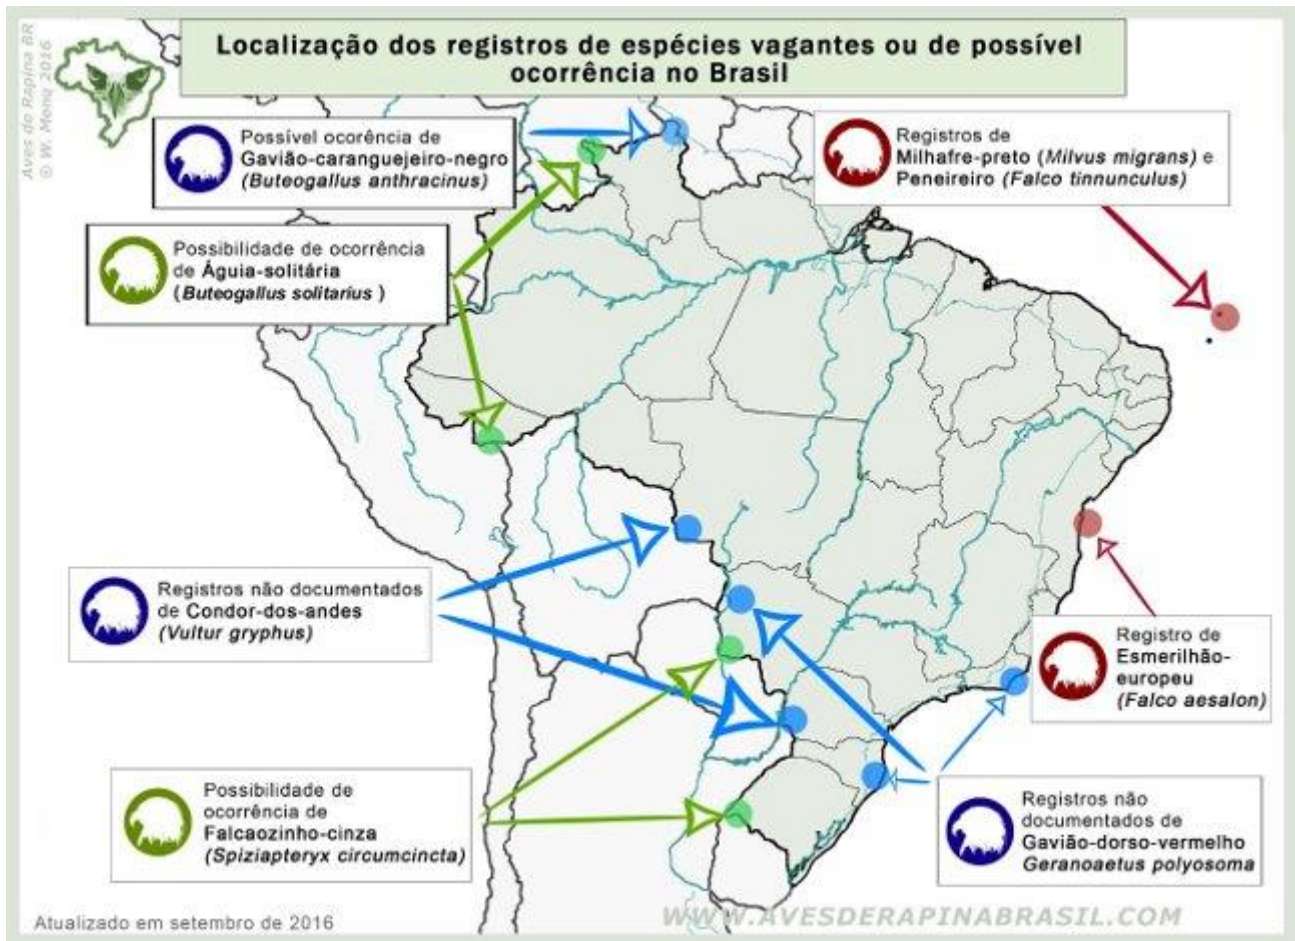 Aves de Rapina BR
© W. Menq 2016
Localização dos registros de espécies vagantes ou de possível
ocorrência no Brasil
Possível ocorência de
Gavião-caranguejeiro-negro
(Buteogallus anthracinus)
Registros de
Milhafre-preto (Milvus migrans) e
Peneireiro (Falco tinnunculus)
Possibilidade de ocorrência
de Águia-solitária
(Buteogallus solitarius )
Registros não documentados
de Condor-dos-andes
(Vultur gryphus)
Registro de
Esmerilhão-
europeu
(Falco aesalon)
Possibilidade de
ocorrência de
Falcaozinho-cinza
(Spiziapteryx circumcincta)
Registros não
documentados de
Gavião-dorso-vermelho
Geranoaetus polyosoma
Atualizado em setembro de 2016
WWW.AVESDERAPINABRASIL.COM